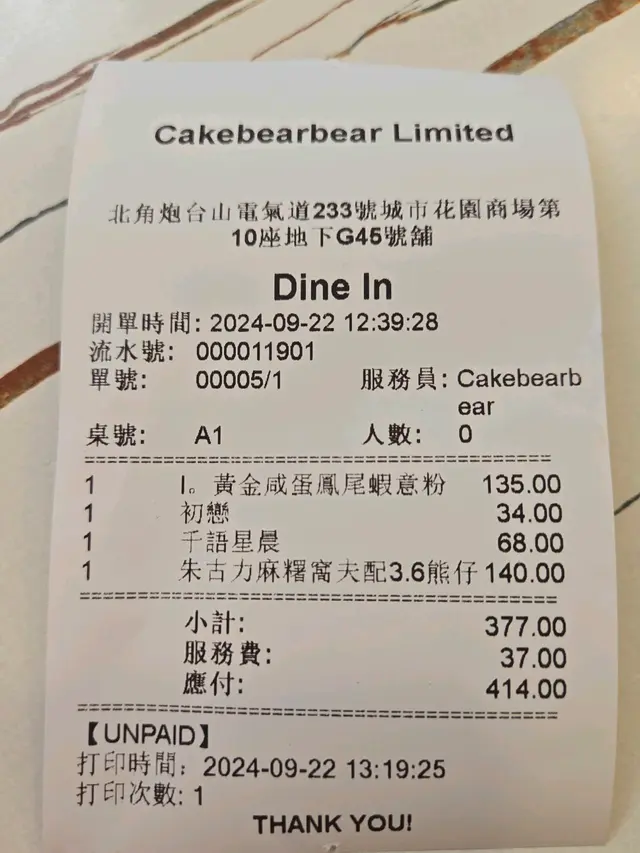 Cakebearbear Limited
北角炮台山電氣道233號城市花園商場第
10座地下G45號舖
Dine In
開單時間: 2024-09-22 12:39:28
流水號: 000011901
單號: 00005/1 服務員: Cakebearb
ear
桌號: A1 人數: 0
1 I。黃金咸蛋鳳尾蝦意粉 135.00
1 初戀 34.00
1 千語星晨 68.00
1 朱古力麻糬窩夫配3.6熊仔 140.00
小計: 377.00
服務費: 37.00
應付: 414.00
【UNPAID】
打印時間: 2024-09-22 13:19:25
打印次數: 1
THANK YOU!